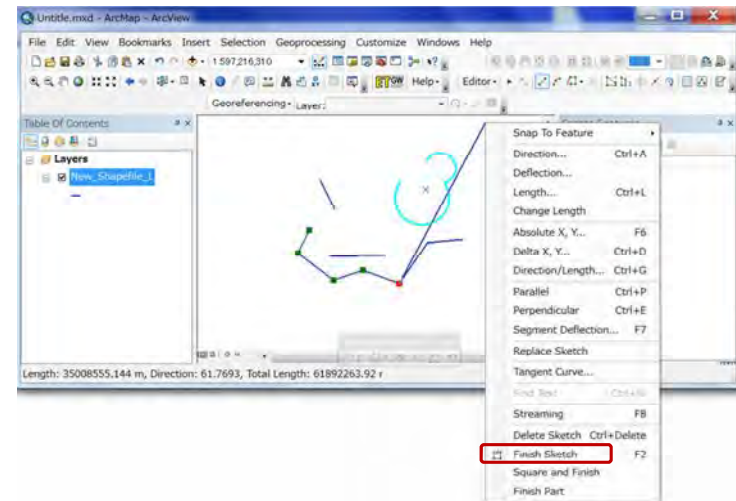 Untitle.mxd - ArcMap - ArcView
File Edit View Bookmarks Insert Selection Geoprocessing Customize Windows Help
1:597,216,310
Help- Editor-
Georeferencing- Layer:
Table Of Contents
Layers
New_Shapefile_1
Snap To Feature
Direction... Ctrl+A
Deflection...
Length... Ctrl+L
Change Length
Absolute X, Y... F6
Delta X, Y... Ctrl+D
Direction/Length... Ctrl+G
Parallel Ctrl+P
Perpendicular Ctrl+E
Segment Deflection... F7
Replace Sketch
Tangent Curve...
Find Text
Streaming F8
Delete Sketch Ctrl+Delete
Finish Sketch F2
Square and Finish
Finish Part
Length: 35008555.144 m, Direction: 61.7693, Total Length: 61892263.92 r